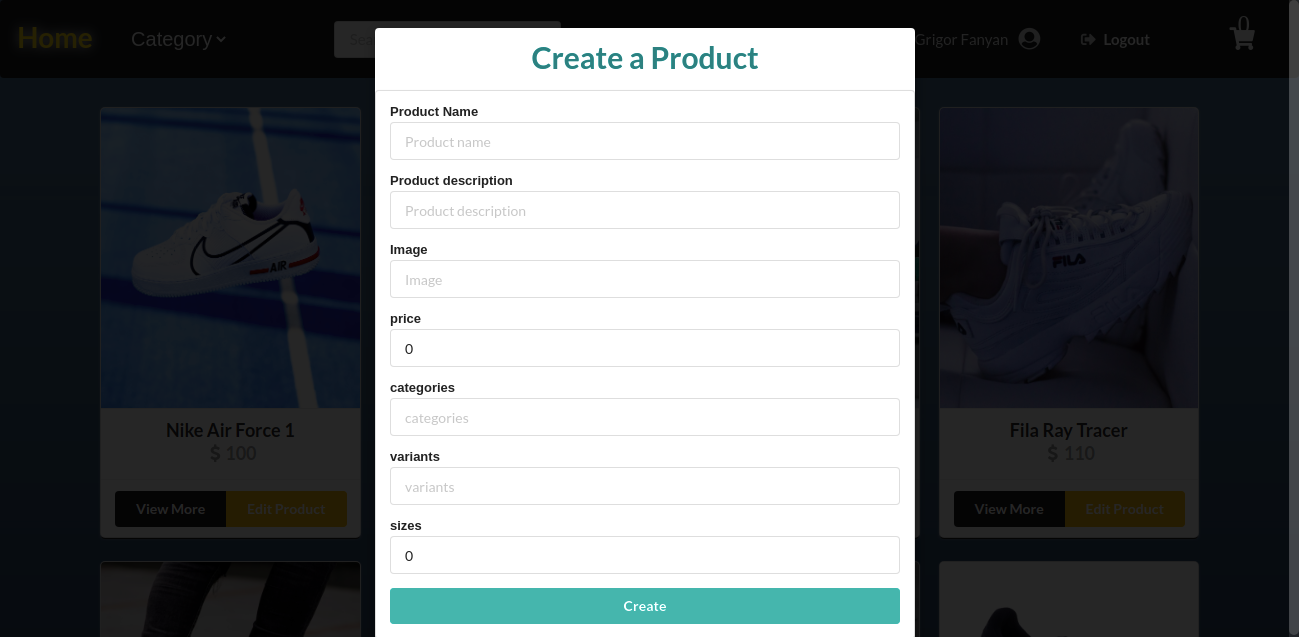 Home
Category
Grigor Fanyan
Logout
0
Create a Product
Product Name
Product name
Product description
Product description
Image
Image
price
0
categories
categories
variants
variants
sizes
0
Create
AIR
FILA
Nike Air Force 1
$ 100
View More
Edit Product
Fila Ray Tracer
$ 110
View More
Edit Product